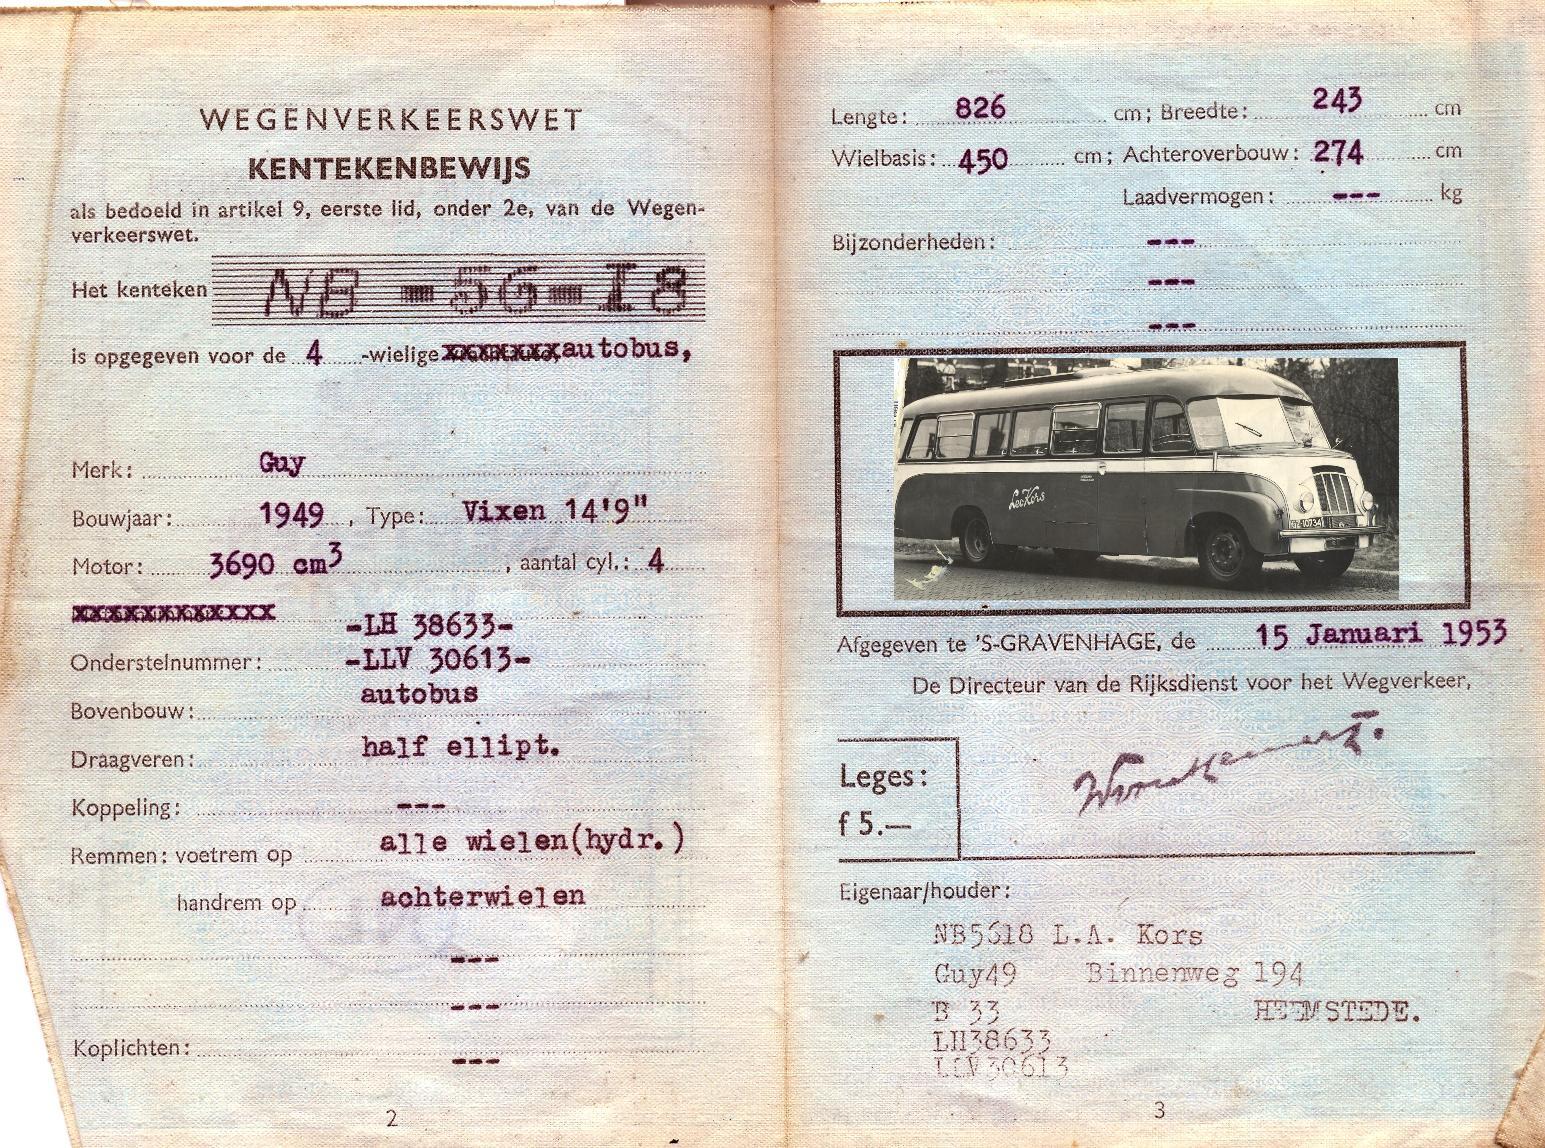 WEGENVERKEERSWET
KENTEKENBEWIJS
als bedoeld in artikel 9, eerste lid, onder 2e, van de Wegen-
verkeerswet.
Het kenteken NB-56-18
is opgegeven voor de 4 -wielige autobus,
Merk: Guy
Bouwjaar: 1949, Type: Vixen 14'9"
Motor: 3690 cm3, aantal cyl.: 4
xxxxxxxxxxxx
-LH 38633-
Onderstelnummer: -LLV 30613-
Bovenbouw: autobus
Draagveren: half ellipt.
Koppeling: ---
Remmen: voetrem op alle wielen(hydr.)
handrem op achterwielen
---
---
Koplichten: ---
2
Lengte: 826 cm; Breedte: 243 cm
Wielbasis: 450 cm; Achteroverbouw: 274 cm
Laadvermogen: --- kg
Bijzonderheden: ---
---
---
LeeKors
Afgegeven te 'S-GRAVENHAGE, de 15 Januari 1953
De Directeur van de Rijksdienst voor het Wegverkeer,
Leges:
f 5.—
Eigenaar/houder:
NB5618 L.A. Kors
Guy49 Binnenweg 194
B 33 HEEMSTEDE.
LH38633
LLV30613
3